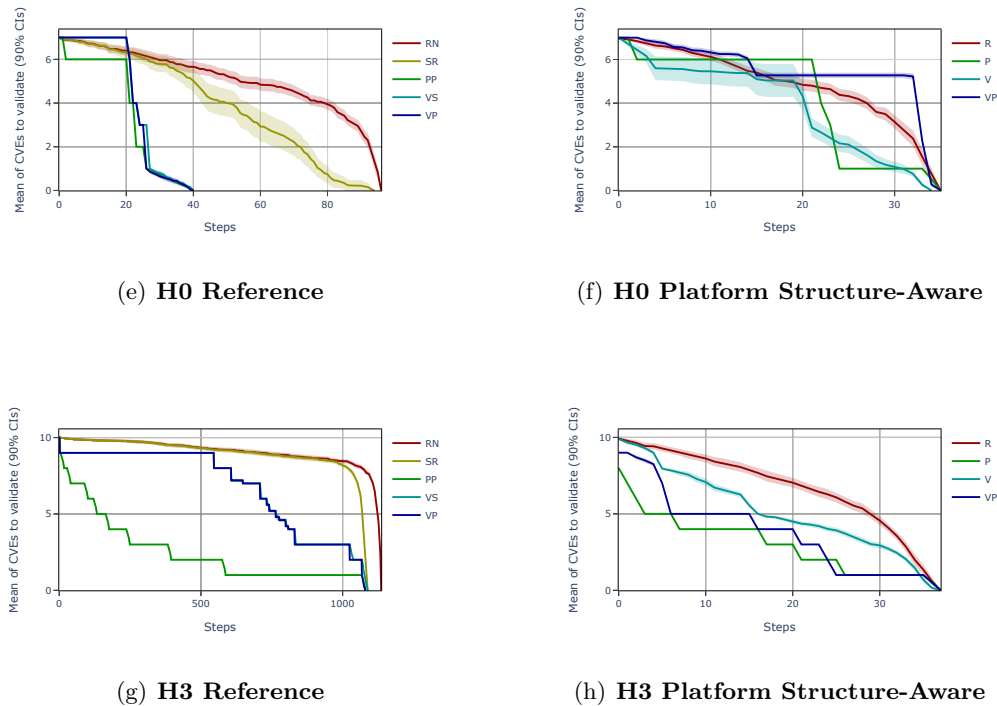 Mean of CVEs to validate (90% CIs)
6
4
2
0
0
20
40
60
80
Steps
RN
SR
PP
VS
VP
(e) H0 Reference
Mean of CVEs to validate (90% CIs)
6
4
2
0
0
10
20
30
Steps
R
P
V
VP
(f) H0 Platform Structure-Aware
Mean of CVEs to validate (90% CIs)
10
5
0
0
500
1000
Steps
RN
SR
PP
VS
VP
(g) H3 Reference
Mean of CVEs to validate (90% CIs)
10
5
0
0
10
20
30
Steps
R
P
V
VP
(h) H3 Platform Structure-Aware